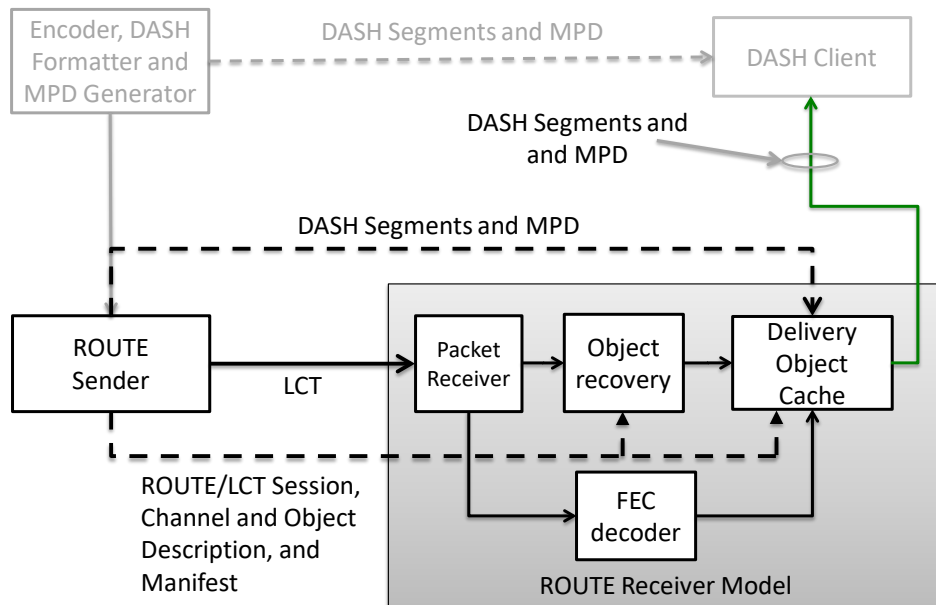 Encoder, DASH
Formatter and
MPD Generator
DASH Segments and MPD
DASH Client
DASH Segments and
and MPD
DASH Segments and MPD
ROUTE
Sender
LCT
Packet
Receiver
Object
recovery
Delivery
Object
Cache
ROUTE/LCT Session,
Channel and Object
Description, and
Manifest
FEC
decoder
ROUTE Receiver Model